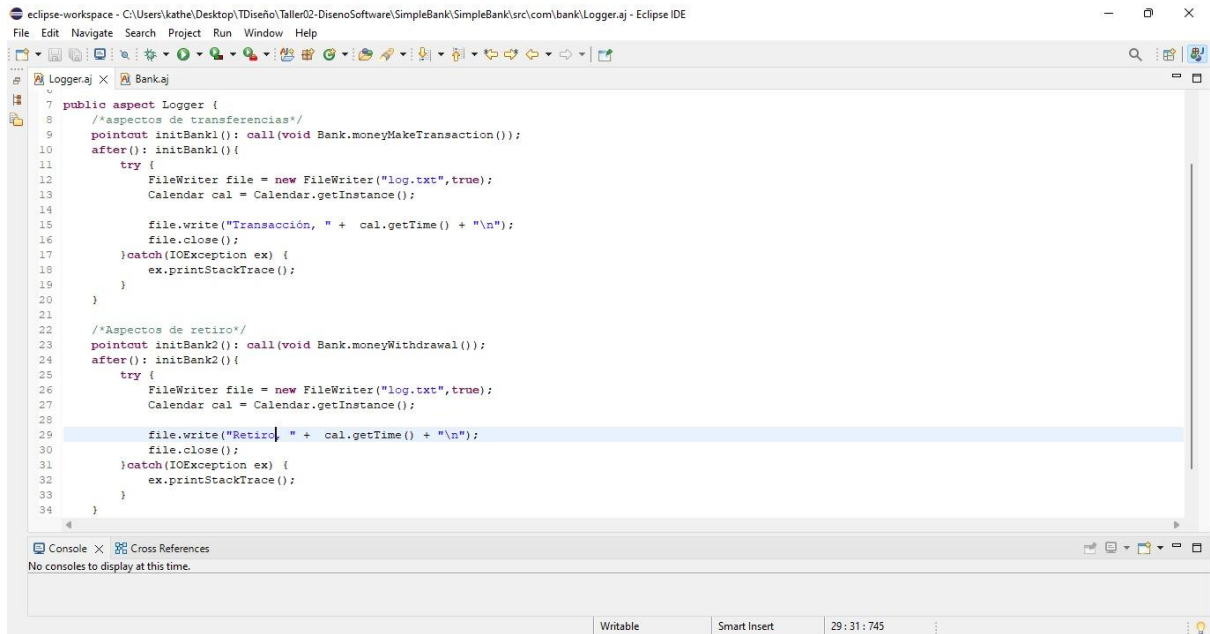 eclipse-workspace - C:\Users\kathe\Desktop\TDiseño\Taller02-DisenoSoftware\SimpleBank\SimpleBank\src\com\bank\Logger.aj - Eclipse IDE
File Edit Navigate Search Project Run Window Help
Logger.aj Bank.aj
7 public aspect Logger {
8 /*aspectos de transferencias*/
9 pointcut initBank1(): call(void Bank.moneyMakeTransaction());
10 after(): initBank1(){
11 try {
12 FileWriter file = new FileWriter("log.txt",true);
13 Calendar cal = Calendar.getInstance();
14
15 file.write("Transacción, " + cal.getTime() + "\n");
16 file.close();
17 }catch(IOException ex) {
18 ex.printStackTrace();
19 }
20 }
21
22 /*Aspectos de retiro*/
23 pointcut initBank2(): call(void Bank.moneyWithdrawal());
24 after(): initBank2(){
25 try {
26 FileWriter file = new FileWriter("log.txt",true);
27 Calendar cal = Calendar.getInstance();
28
29 file.write("Retiro, " + cal.getTime() + "\n");
30 file.close();
31 }catch(IOException ex) {
32 ex.printStackTrace();
33 }
34 }
Console Cross References
No consoles to display at this time.
Writable Smart Insert 29 : 31 : 745